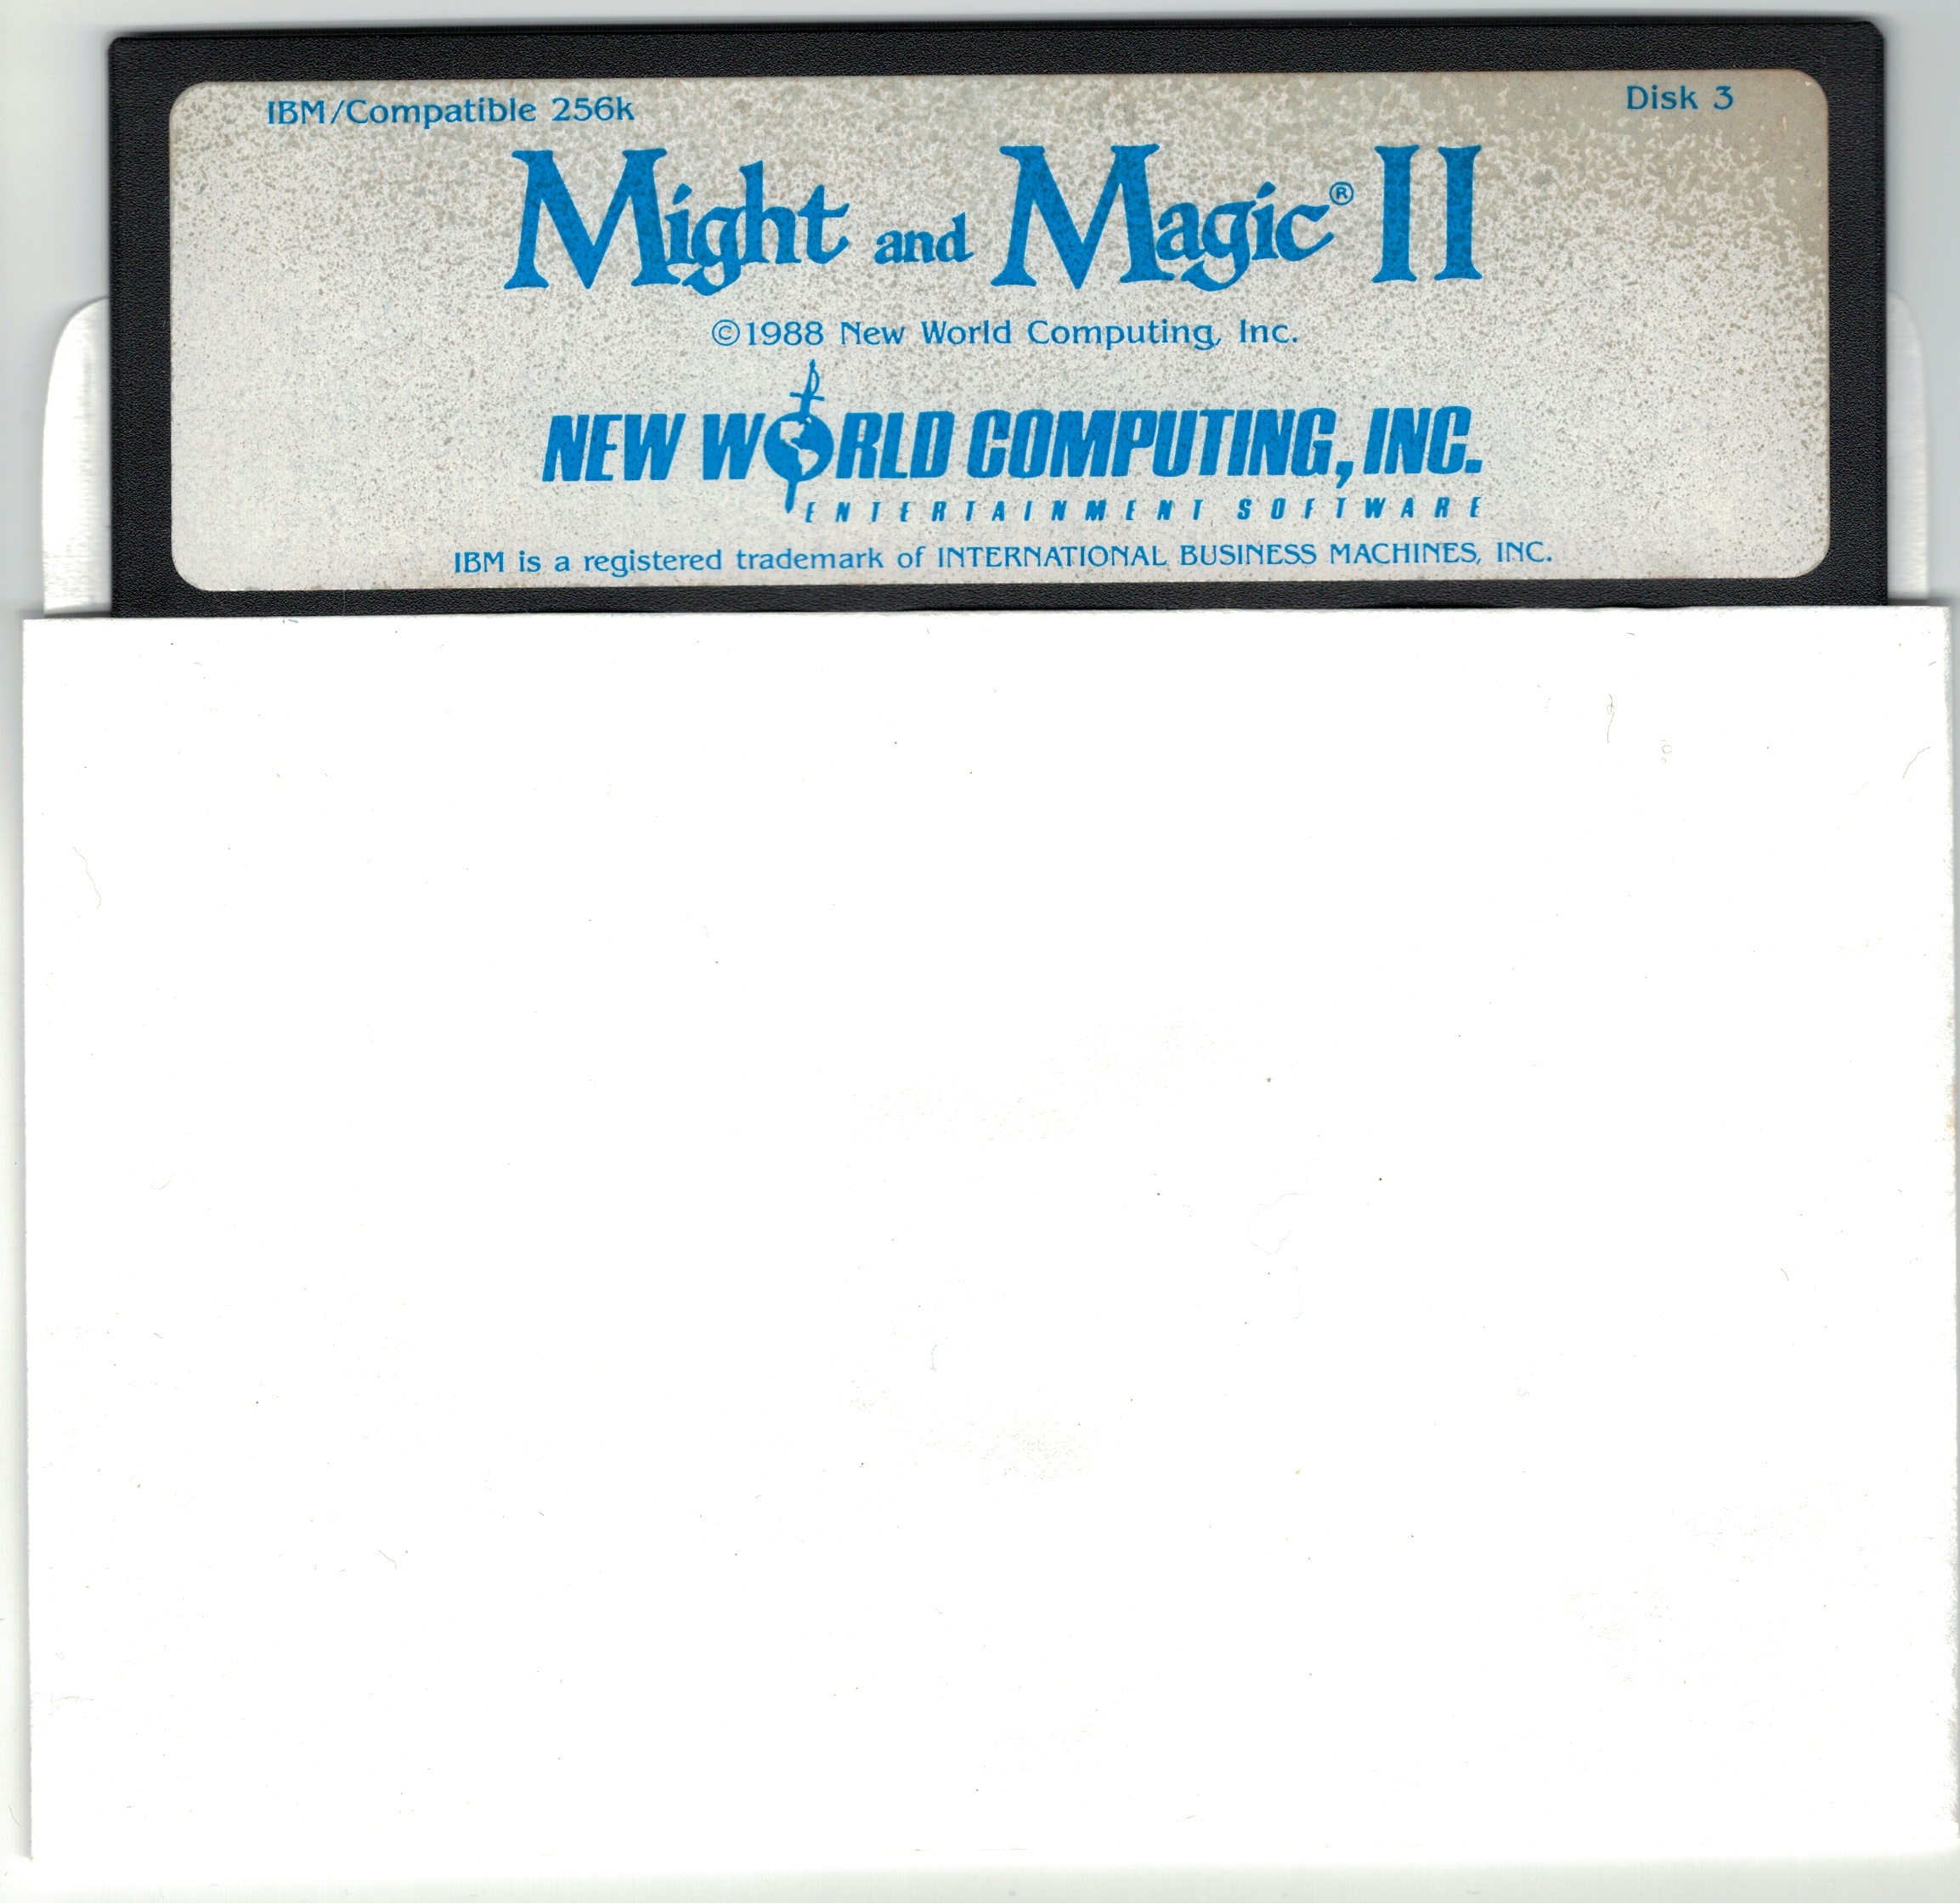 IBM/Compatible 256k
Disk 3
Might and Magic® II
©1988 New World Computing, Inc.
NEW WORLD COMPUTING, INC.
ENTERTAINMENT SOFTWARE
IBM is a registered trademark of INTERNATIONAL BUSINESS MACHINES, INC.